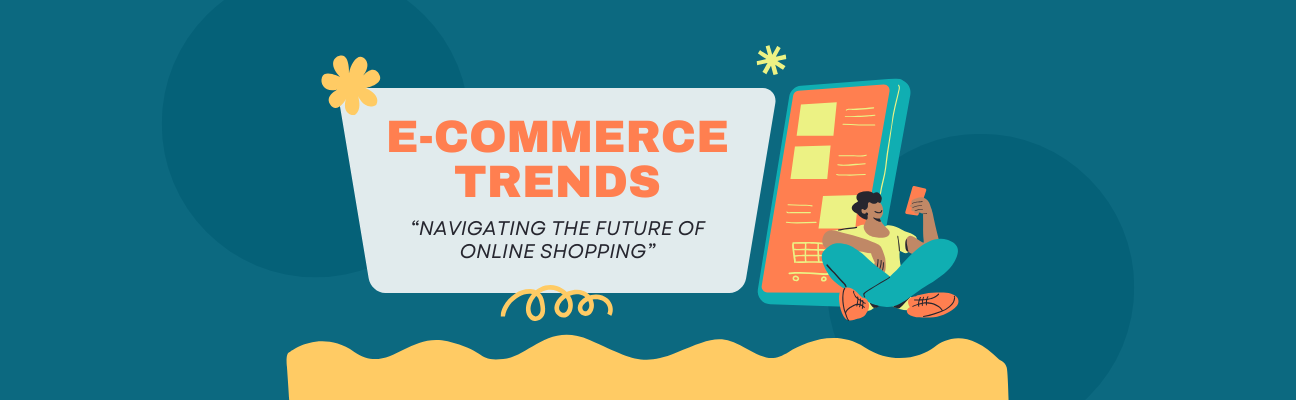 E-COMMERCE
TRENDS
“NAVIGATING THE FUTURE OF
ONLINE SHOPPING”